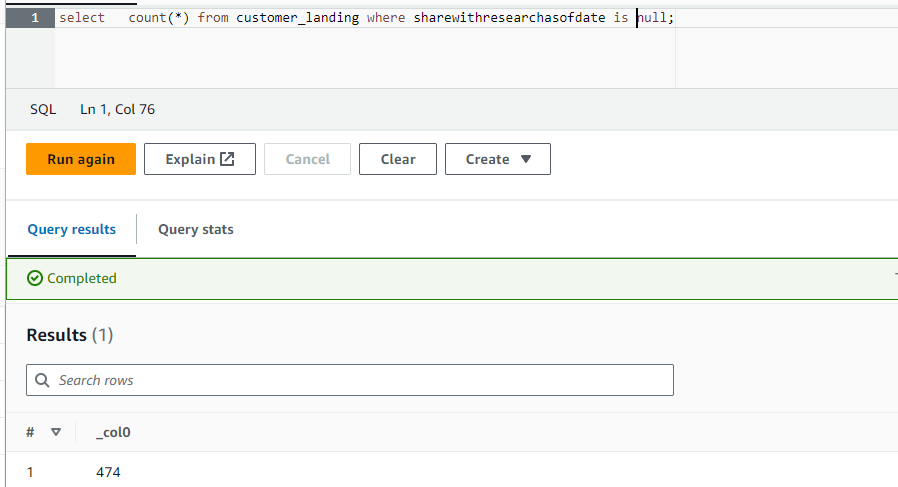 1 select   count(*) from customer_landing where sharewithresearchasofdate is null;
SQL Ln 1, Col 76
Run again Explain Cancel Clear Create
Query results Query stats
Completed
Results (1)
Search rows
# _col0
1 474